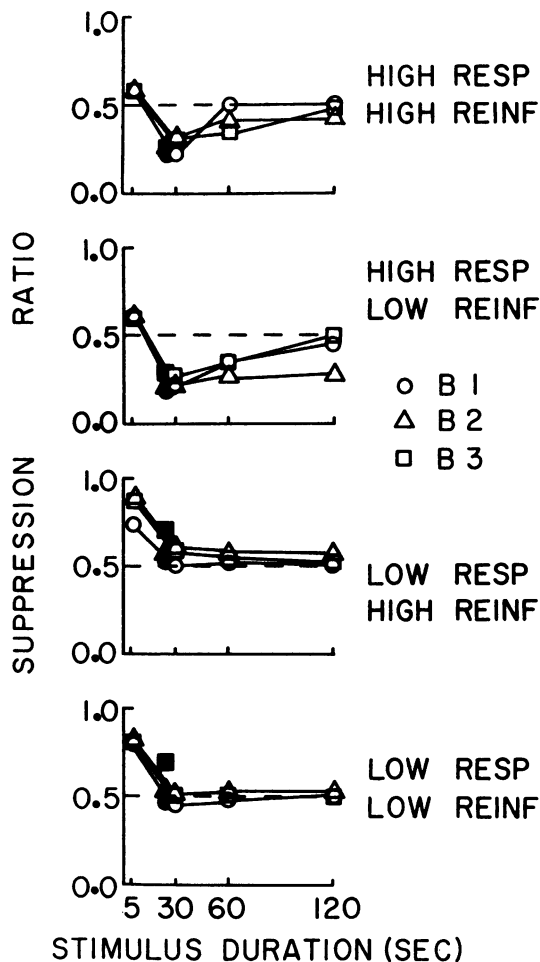 1.0
0.5
0.0
HIGH RESP
HIGH REINF
1.0
0.5
0.0
HIGH RESP
LOW REINF
B 1
B 2
B 3
1.0
0.5
0.0
LOW RESP
HIGH REINF
1.0
0.5
0.0
LOW RESP
LOW REINF
5 30 60 120
STIMULUS DURATION (SEC)
SUPPRESSION RATIO